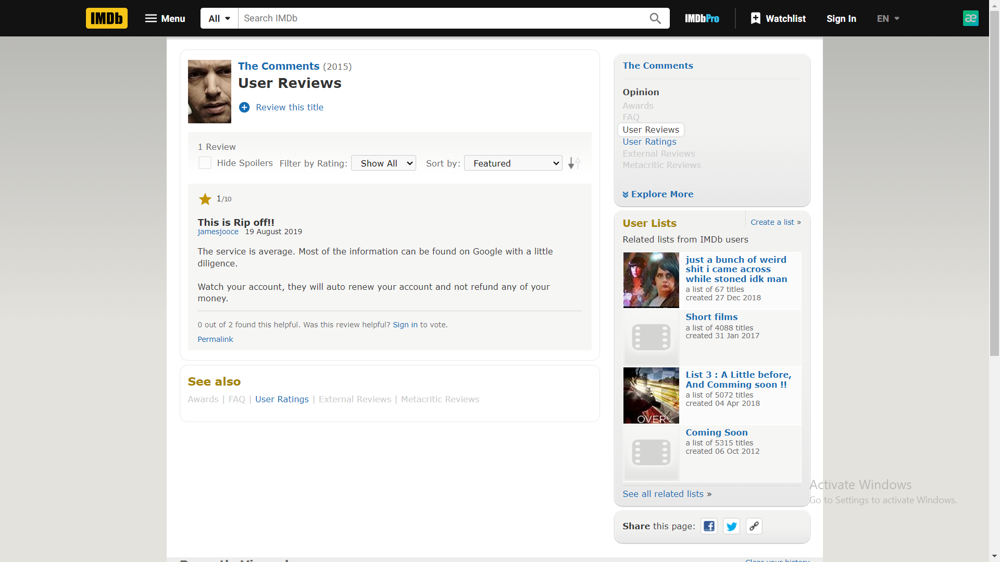 IMDb Menu All Search IMDb IMDbPro Watchlist Sign In EN æ
The Comments (2015)
User Reviews
Review this title
1 Review
Hide Spoilers Filter by Rating: Show All Sort by: Featured
1/10
This is Rip off!!
jamesjooce 19 August 2019
The service is average. Most of the information can be found on Google with a little
diligence.
Watch your account, they will auto renew your account and not refund any of your
money.
0 out of 2 found this helpful. Was this review helpful? Sign in to vote.
Permalink
See also
Awards | FAQ | User Ratings | External Reviews | Metacritic Reviews
The Comments
Opinion
Awards
FAQ
User Reviews
User Ratings
External Reviews
Metacritic Reviews
Explore More
User Lists
Create a list »
Related lists from IMDb users
just a bunch of weird
shit i came across
while stoned idk man
a list of 67 titles
created 27 Dec 2018
Short films
a list of 4088 titles
created 31 Jan 2017
OVER
List 3 : A Little before,
And Comming soon !!
a list of 5072 titles
created 04 Apr 2018
Coming Soon
a list of 5315 titles
created 06 Oct 2012
See all related lists »
Share this page:
Activate Windows
Go to Settings to activate Windows.
Clear your history